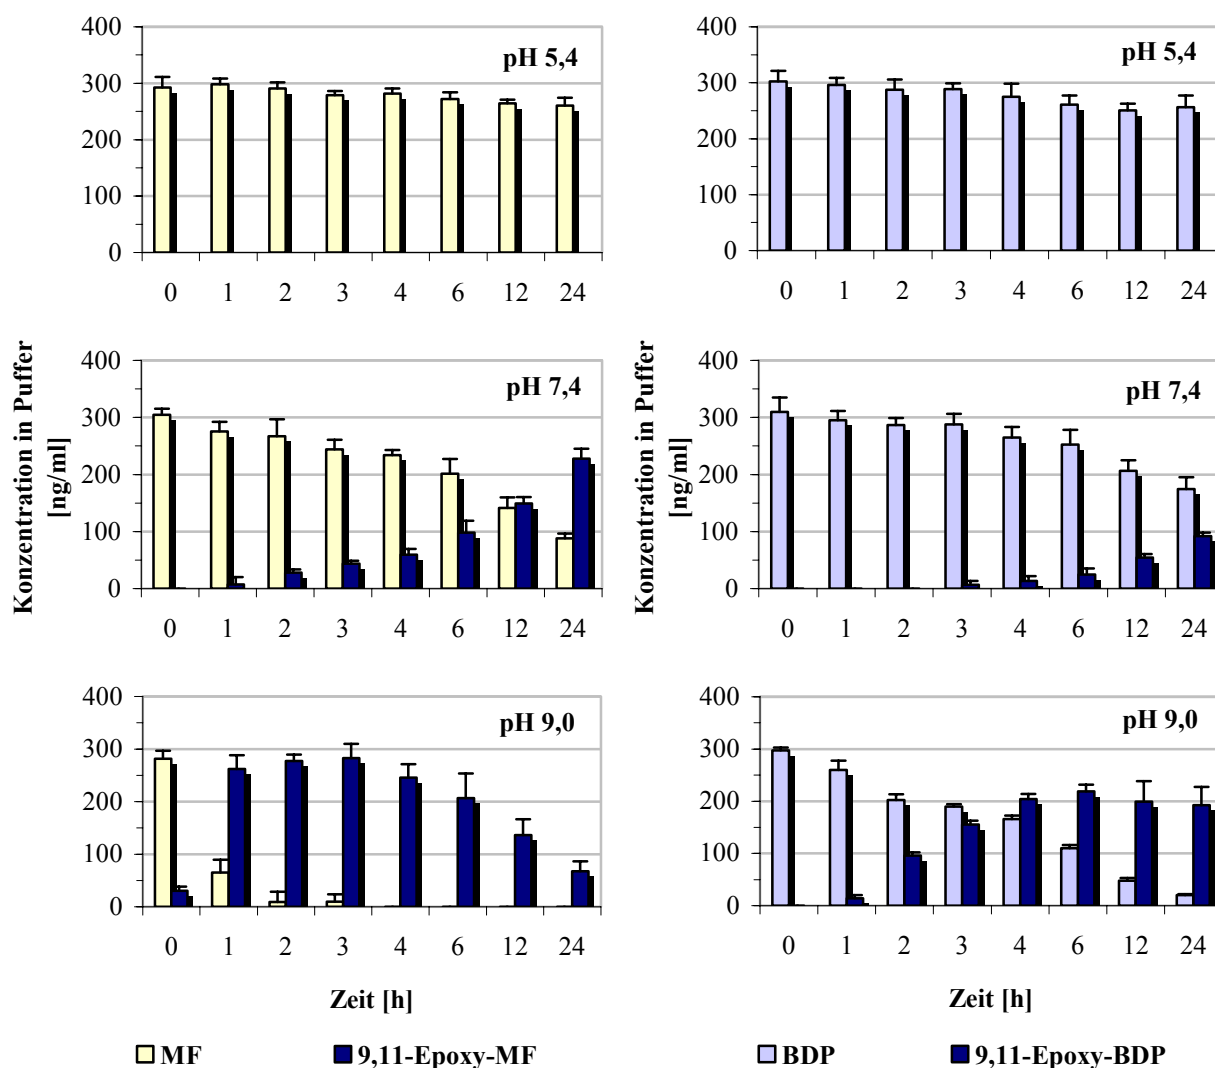 400
300
200
100
0
pH 5,4
0 1 2 3 4 6 12 24
400
300
200
100
0
pH 5,4
0 1 2 3 4 6 12 24
Konzentration in Puffer
[ng/ml]
400
300
200
100
0
pH 7,4
0 1 2 3 4 6 12 24
Konzentration in Puffer
[ng/ml]
400
300
200
100
0
pH 7,4
0 1 2 3 4 6 12 24
400
300
200
100
0
pH 9,0
0 1 2 3 4 6 12 24
Zeit [h]
400
300
200
100
0
pH 9,0
0 1 2 3 4 6 12 24
Zeit [h]
MF 9,11-Epoxy-MF
BDP 9,11-Epoxy-BDP